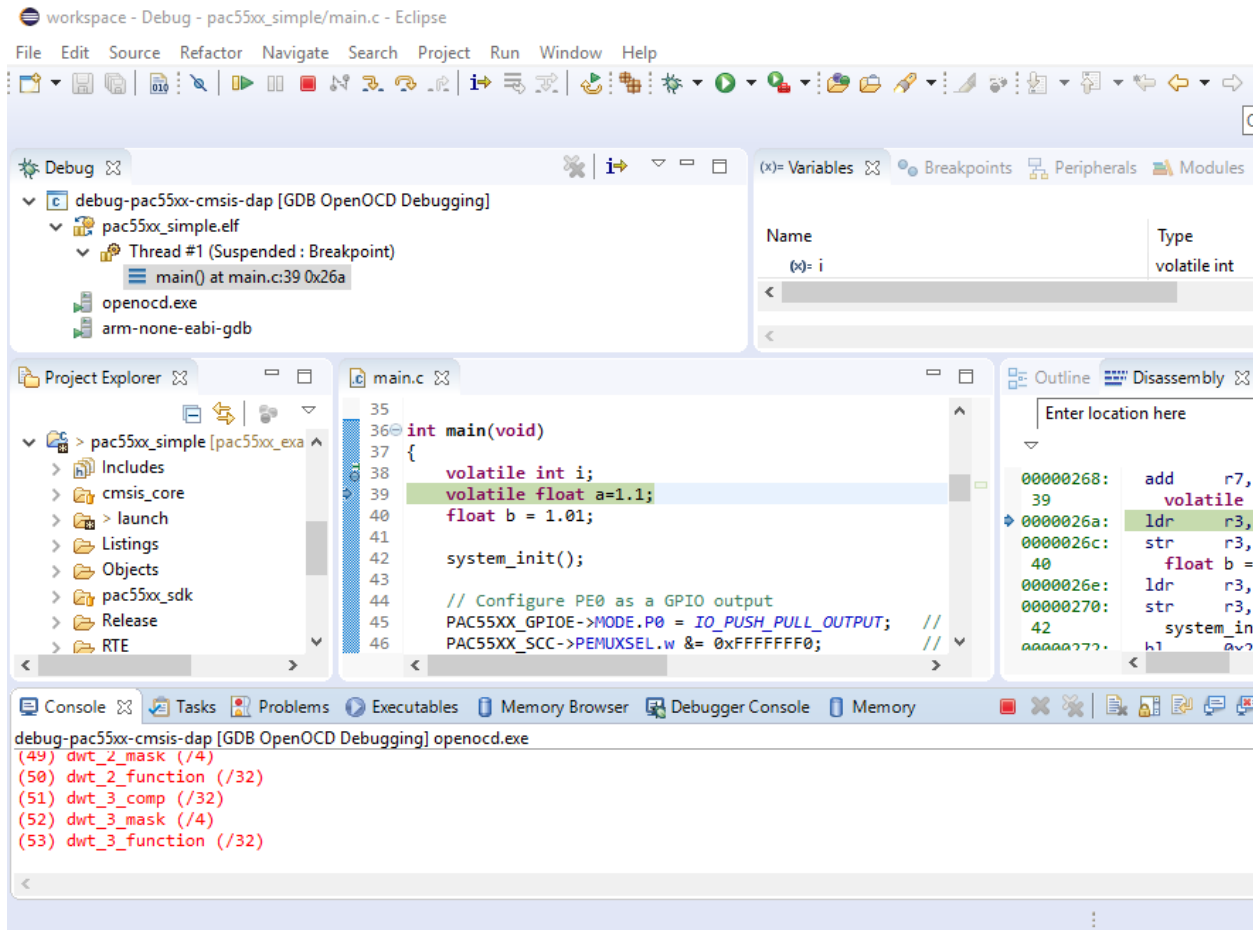 workspace - Debug - pac55xx_simple/main.c - Eclipse
File Edit Source Refactor Navigate Search Project Run Window Help
Debug
debug-pac55xx-cmsis-dap [GDB OpenOCD Debugging]
pac55xx_simple.elf
Thread #1 (Suspended : Breakpoint)
main() at main.c:39 0x26a
openocd.exe
arm-none-eabi-gdb
(x)= Variables Breakpoints Peripherals Modules
Name Type
(x)= i volatile int
Project Explorer
> pac55xx_simple [pac55xx_exa
Includes
cmsis_core
> launch
Listings
Objects
pac55xx_sdk
Release
RTE
main.c
35
36 int main(void)
37 {
38 volatile int i;
39 volatile float a=1.1;
40 float b = 1.01;
41
42 system_init();
43
44 // Configure PE0 as a GPIO output
45 PAC55XX_GPIOE->MODE.P0 = IO_PUSH_PULL_OUTPUT; //
46 PAC55XX_SCC->PEMUXSEL.w &= 0xFFFFFFF0; //
Outline Disassembly
Enter location here
00000268: add r7,
39 volatile
0000026a: ldr r3,
0000026c: str r3,
40 float b =
0000026e: ldr r3,
00000270: str r3,
42 system_in
00000272: bl 0x2
Console Tasks Problems Executables Memory Browser Debugger Console Memory
debug-pac55xx-cmsis-dap [GDB OpenOCD Debugging] openocd.exe
(49) dwt_2_mask (/4)
(50) dwt_2_function (/32)
(51) dwt_3_comp (/32)
(52) dwt_3_mask (/4)
(53) dwt_3_function (/32)